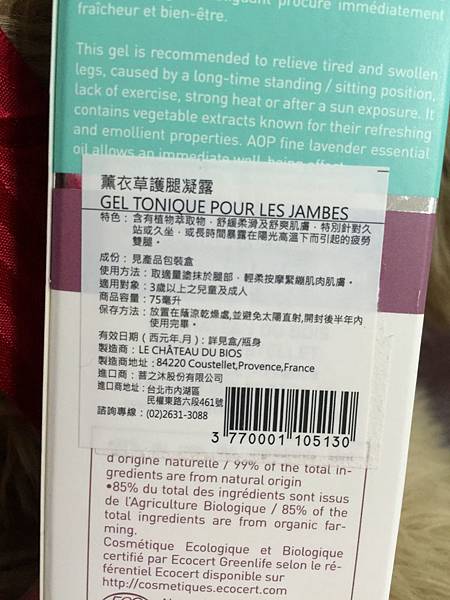 procure immédiatement
fraîcheur et bien-être.
This gel is recommended to relieve tired and swollen
legs, caused by a long-time standing / sitting position,
lack of exercise, strong heat or after a sun exposure. It
contains vegetable extracts known for their refreshing
and emollient properties. AOP fine lavender essential
oil allows an immediate well-being effect
薰衣草護腿凝露
GEL TONIQUE POUR LES JAMBES
特色：含有植物萃取物，舒緩柔滑及舒爽肌膚，特別針對久
站或久坐，或長時間暴露在陽光高溫下而引起的疲勞
雙腿。
成份：見產品包裝盒
使用方法：取適量塗抹於腿部，輕柔按摩緊繃肌肉肌膚。
適用對象：3歲以上之兒童及成人
商品容量：75毫升
保存方法：放置在蔭涼乾燥處,並避免太陽直射,開封後半年內
使用完畢。
有效日期（西元年.月）：詳見盒/瓶身
製造商：LE CHÂTEAU DU BIOS
製造商地址：84220 Coustellet,Provence,France
進口商：菩之沐股份有限公司
進口商地址：台北市內湖區
民權東路六段461號
諮詢專線：(02)2631-3088
3 770001 105130
d'origine naturelle / 99% of the total in-
gredients are from natural origin
•85% du total des ingrédients sont issus
de l'Agriculture Biologique / 85% of the
total ingredients are from organic far-
ming.
Cosmétique Ecologique et Biologique
certifié par Ecocert Greenlife selon le ré-
férentiel Ecocert disponible sur
http://cosmetiques.ecocert.com